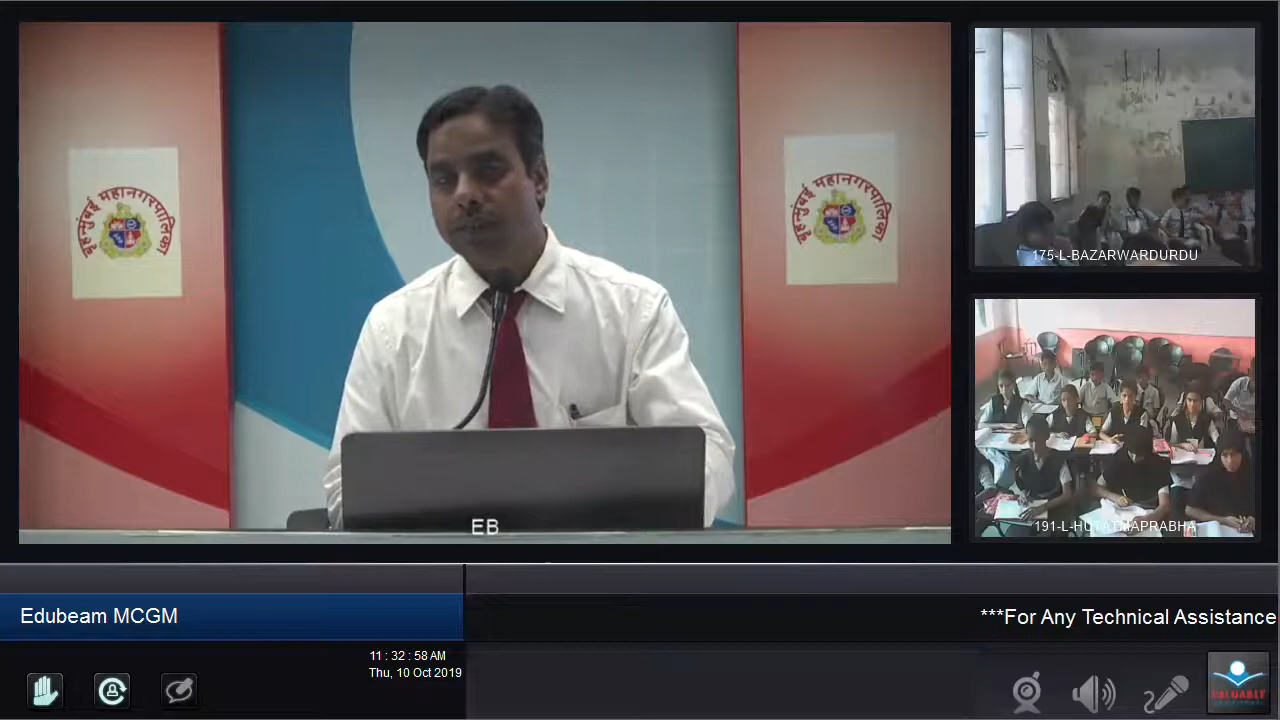 बृहन्मुंबई महानगरपालिका
बृहन्मुंबई महानगरपालिका
EB
175-L-BAZARWARDURDU
191-L-HUTATMAPRABHA
Edubeam MCGM
***For Any Technical Assistance
11 : 32 : 58 AM
Thu, 10 Oct 2019
VALUABLE